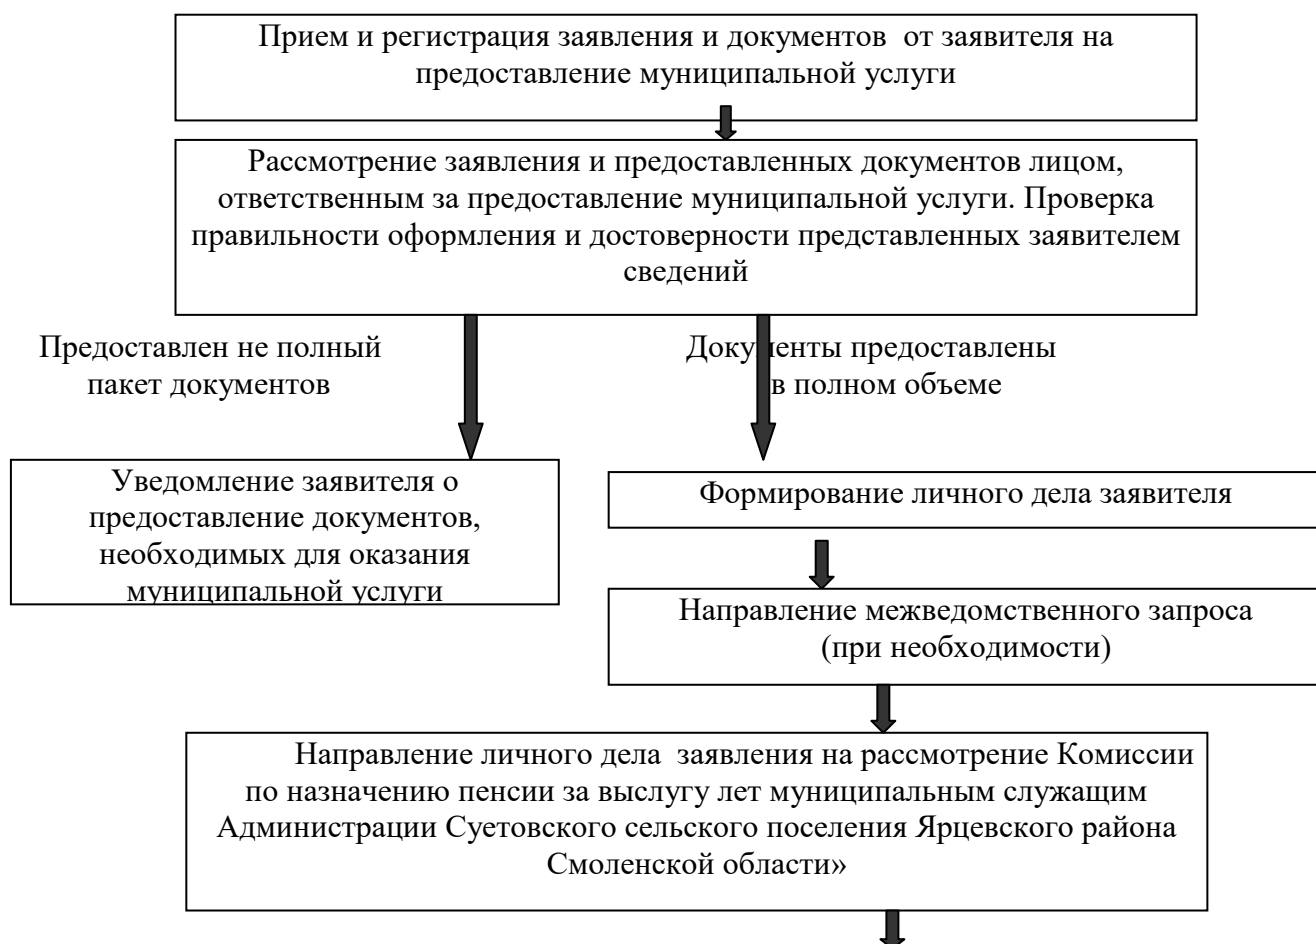 Прием и регистрация заявления и документов  от заявителя на
предоставление муниципальной услуги
Рассмотрение заявления и предоставленных документов лицом,
ответственным за предоставление муниципальной услуги. Проверка
правильности оформления и достоверности представленных заявителем
сведений
Предоставлен не полный
пакет документов
Документы предоставлены
в полном объеме
Уведомление заявителя о
предоставление документов,
необходимых для оказания
муниципальной услуги
Формирование личного дела заявителя
Направление межведомственного запроса
(при необходимости)
Направление личного дела  заявления на рассмотрение Комиссии
по назначению пенсии за выслугу лет муниципальным служащим
Администрации Суетовского сельского поселения Ярцевского района
Смоленской области»